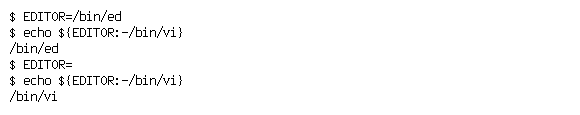 $ EDITOR=/bin/ed
$ echo ${EDITOR:-/bin/vi}
/bin/ed
$ EDITOR=
$ echo ${EDITOR:-/bin/vi}
/bin/vi